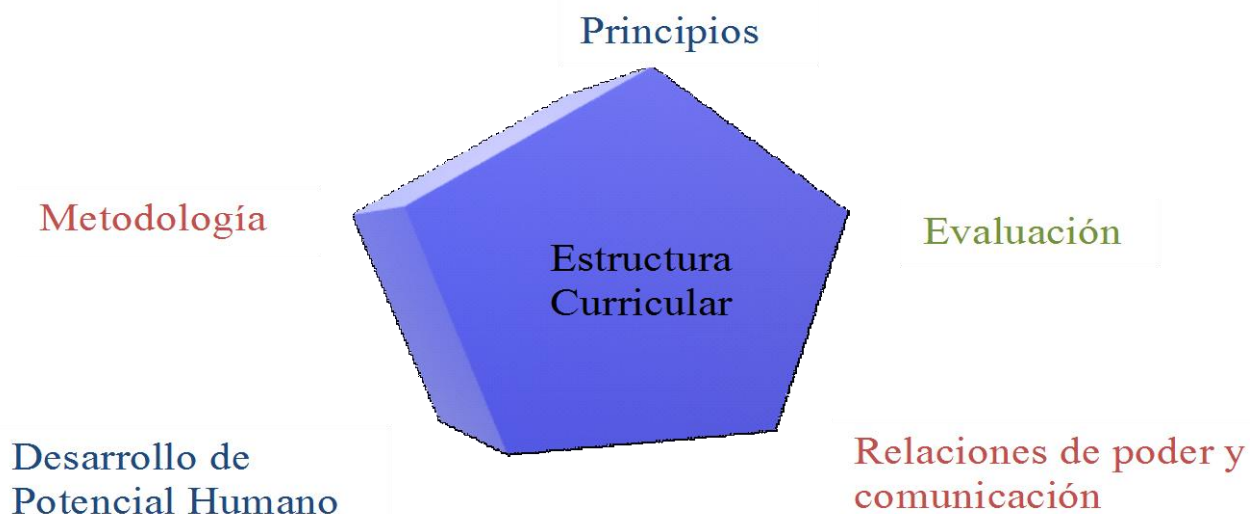 Principios
Metodología
Evaluación
Estructura
Curricular
Desarrollo de
Potencial Humano
Relaciones de poder y
comunicación